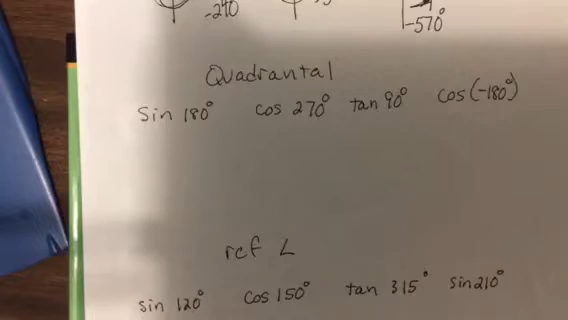 -240 -570°
Quadrantal
sin 180° cos 270° tan 90° cos(-180°)
ref ∠
sin 120° cos 150° tan 315° sin 210°